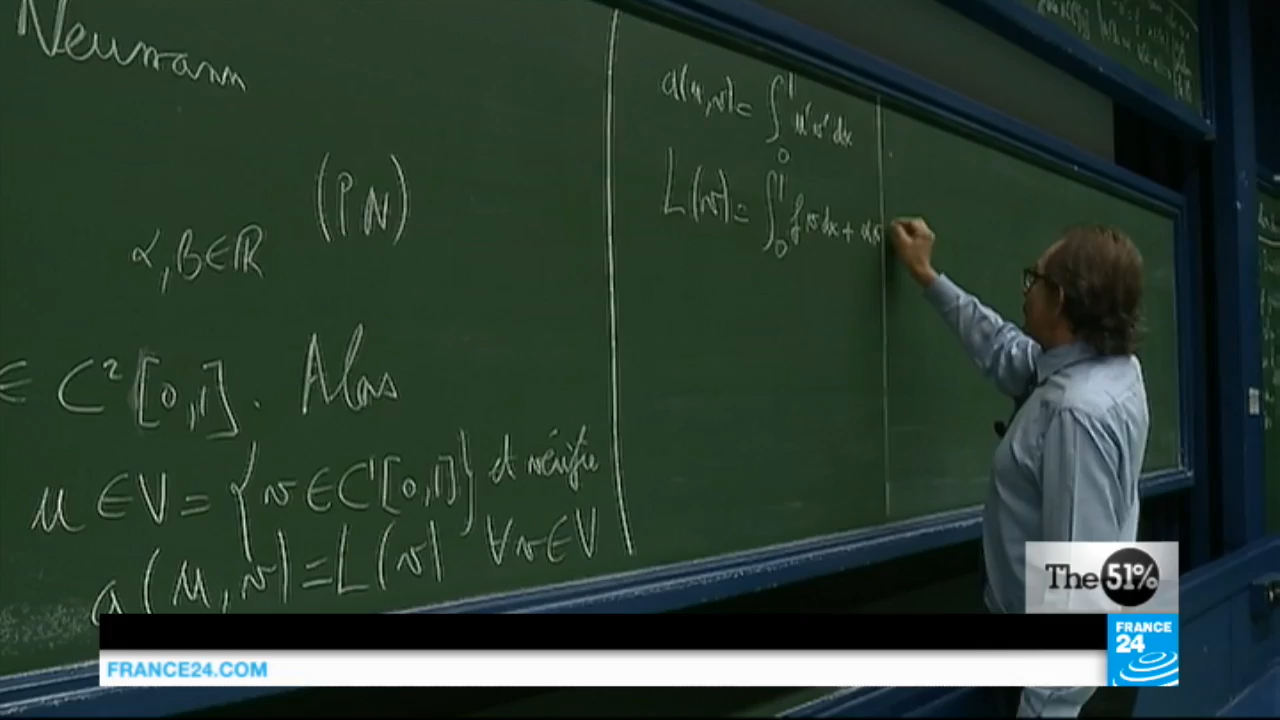 Neumann
(PN)
α, β ∈ ℝ
∈ C² [0,1]. Alors
u ∈ V = { v ∈ C¹[0,1] } et vérifie
a(u,v) = L(v) ∀v ∈ V
a(u,v) = ∫₀¹ u'v' dx
L(v) = ∫₀¹ f v dx + αv
The 51%
FRANCE
24
FRANCE24.COM